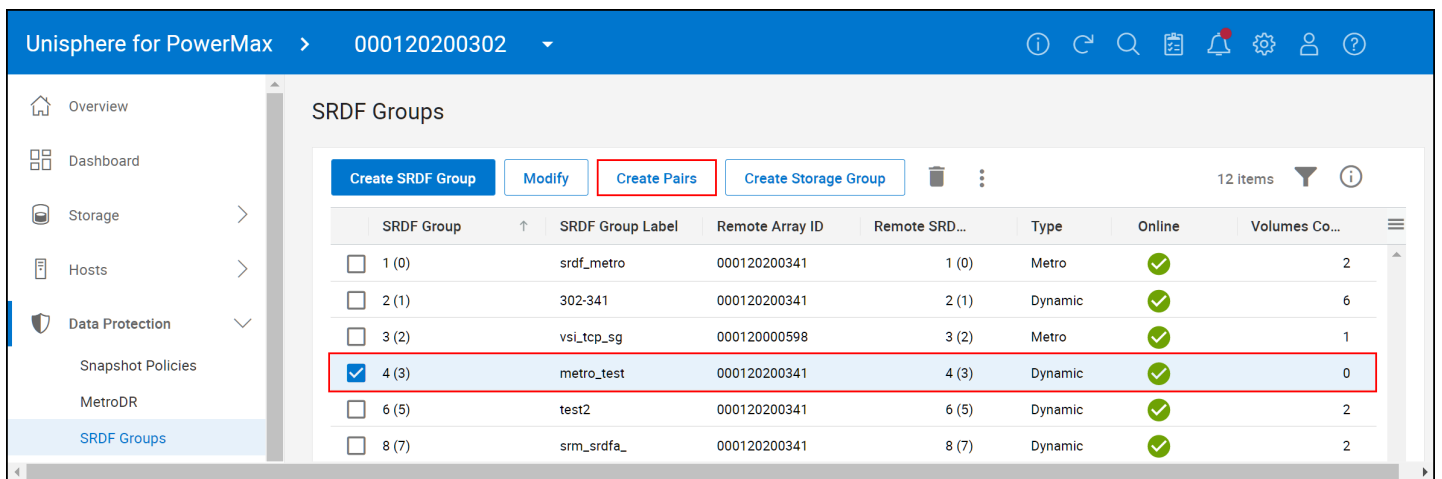 Unisphere for PowerMax > 000120200302
Overview
Dashboard
Storage
Hosts
Data Protection
Snapshot Policies
MetroDR
SRDF Groups
SRDF Groups
Create SRDF Group Modify Create Pairs Create Storage Group 12 items
SRDF Group ↑ SRDF Group Label Remote Array ID Remote SRD... Type Online Volumes Co...
1 (0) srdf_metro 000120200341 1 (0) Metro 2
2 (1) 302-341 000120200341 2 (1) Dynamic 6
3 (2) vsi_tcp_sg 000120000598 3 (2) Metro 1
4 (3) metro_test 000120200341 4 (3) Dynamic 0
6 (5) test2 000120200341 6 (5) Dynamic 2
8 (7) srm_srdfa_ 000120200341 8 (7) Dynamic 2